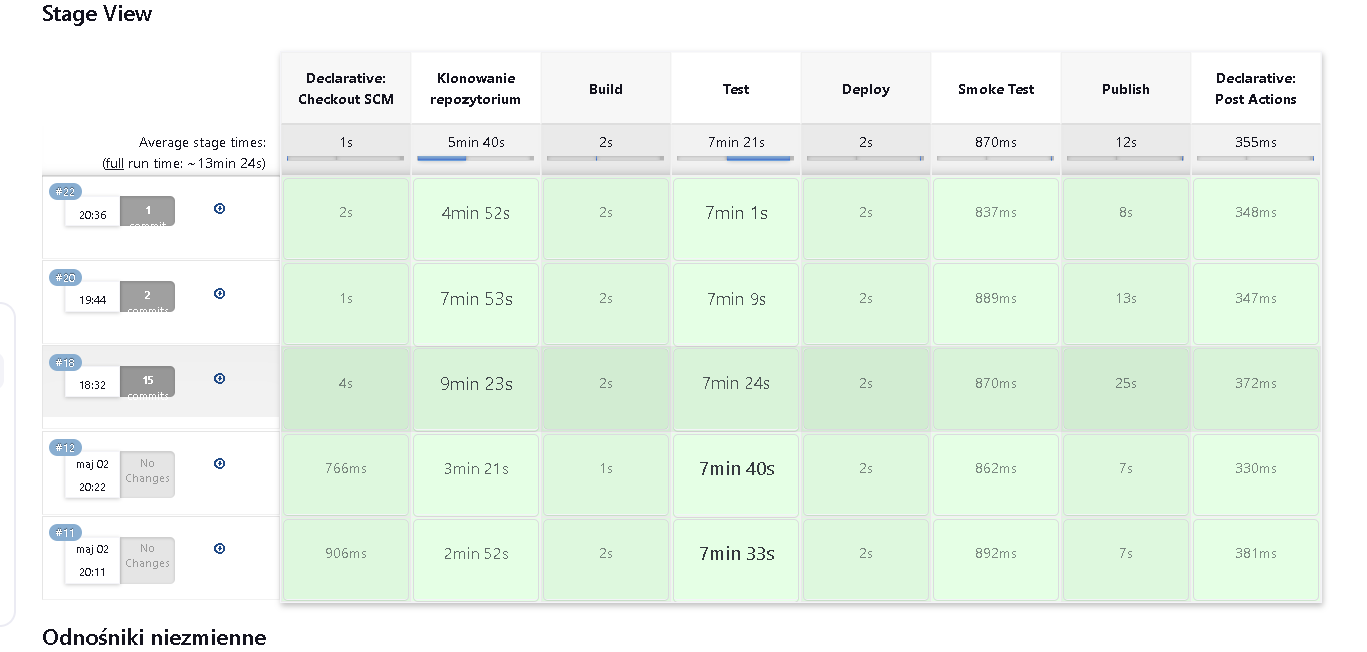 Stage View
Declarative:
Checkout SCM
Klonowanie
repozytorium
Build
Test
Deploy
Smoke Test
Publish
Declarative:
Post Actions
Average stage times:
(full run time: ~13min 24s)
1s
5min 40s
2s
7min 21s
2s
870ms
12s
355ms
#22
20:36
1
commit
2s
4min 52s
2s
7min 1s
2s
837ms
8s
348ms
#20
19:44
2
commits
1s
7min 53s
2s
7min 9s
2s
889ms
13s
347ms
#18
18:32
15
commits
4s
9min 23s
2s
7min 24s
2s
870ms
25s
372ms
#12
maj 02
20:22
No
Changes
766ms
3min 21s
1s
7min 40s
2s
862ms
7s
330ms
#11
maj 02
20:11
No
Changes
906ms
2min 52s
2s
7min 33s
2s
892ms
7s
381ms
Odnośniki niezmienne